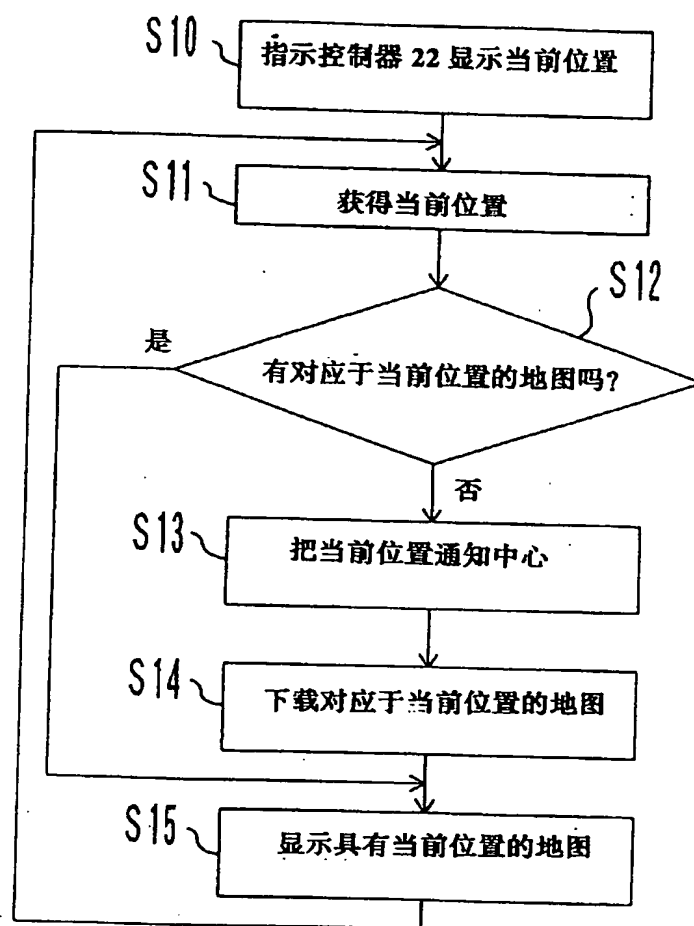 S10
指示控制器 22 显示当前位置
S11
获得当前位置
S12
是
有对应于当前位置的地图吗?
否
S13
把当前位置通知中心
S14
下载对应于当前位置的地图
S15
显示具有当前位置的地图